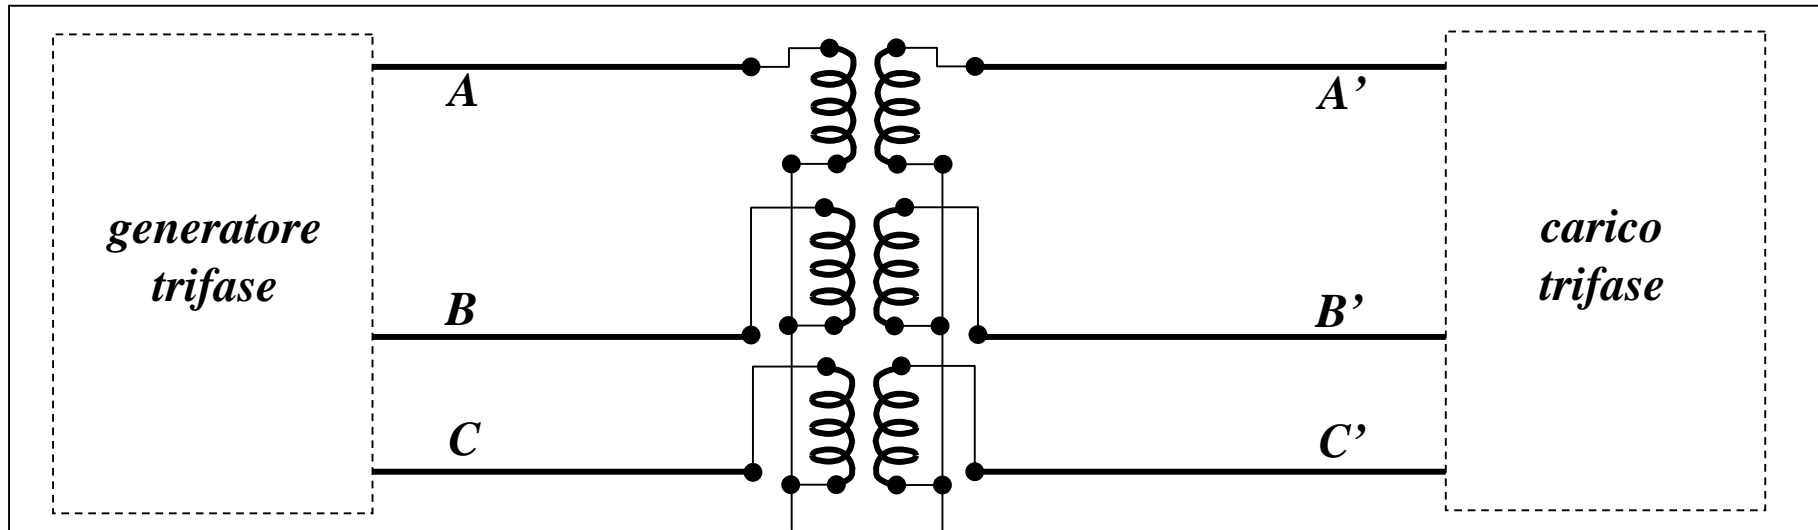 A
A’
generatore
trifase
carico
trifase
B
B’
C
C’